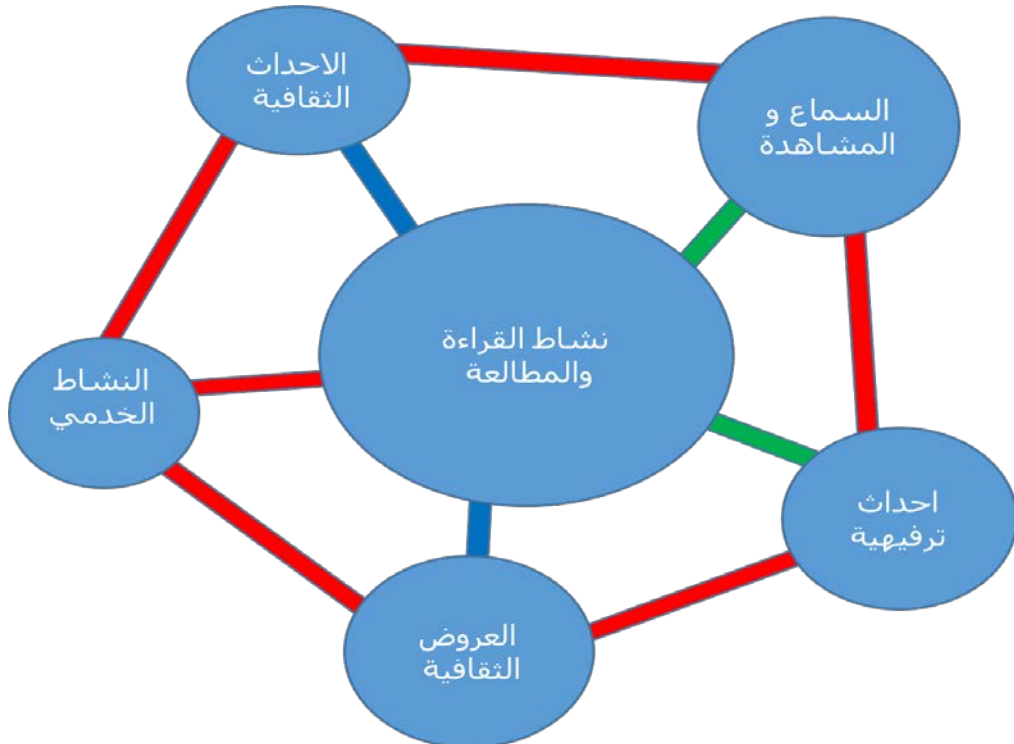 الاحداث
الثقافية
السماع و
المشاهدة
نشاط القراءة
والمطالعة
النشاط
الخدمي
احداث
ترفيهية
العروض
الثقافية